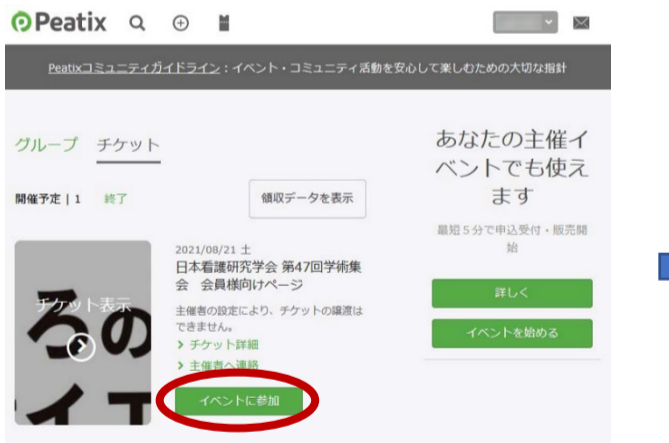 Peatix
Peatixコミュニティガイドライン：イベント・コミュニティ活動を安心して楽しむための大切な指針
グループ チケット
開催予定 | 1 終了
領収データを表示
チケット表示
ろの
イT
2021/08/21 土
日本看護研究学会 第47回学術集
会 会員様向けページ
主催者の設定により、チケットの譲渡は
できません。
> チケット詳細
> 主催者へ連絡
イベントに参加
あなたの主催イ
ベントでも使え
ます
最短５分で申込受付・販売開
始
詳しく
イベントを始める